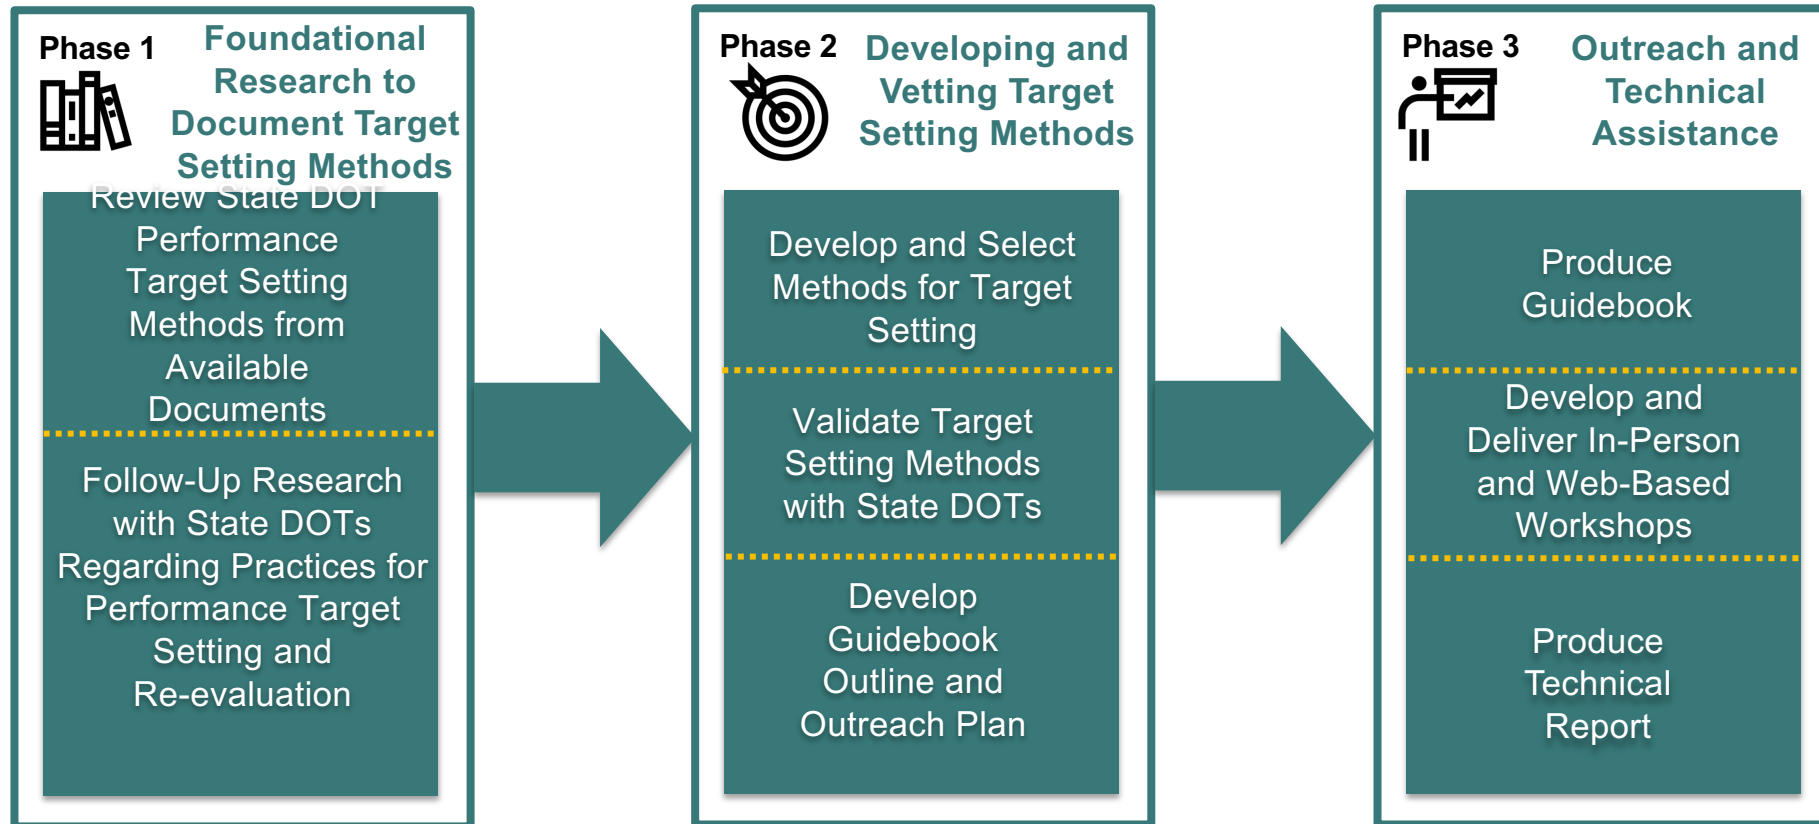 Phase 1
Foundational
Research to
Document Target
Setting Methods
Review State DOT
Performance
Target Setting
Methods from
Available
Documents
Follow-Up Research
with State DOTs
Regarding Practices for
Performance Target
Setting and
Re-evaluation
Phase 2
Developing and
Vetting Target
Setting Methods
Develop and Select
Methods for Target
Setting
Validate Target
Setting Methods
with State DOTs
Develop
Guidebook
Outline and
Outreach Plan
Phase 3
Outreach and
Technical
Assistance
Produce
Guidebook
Develop and
Deliver In-Person
and Web-Based
Workshops
Produce
Technical
Report